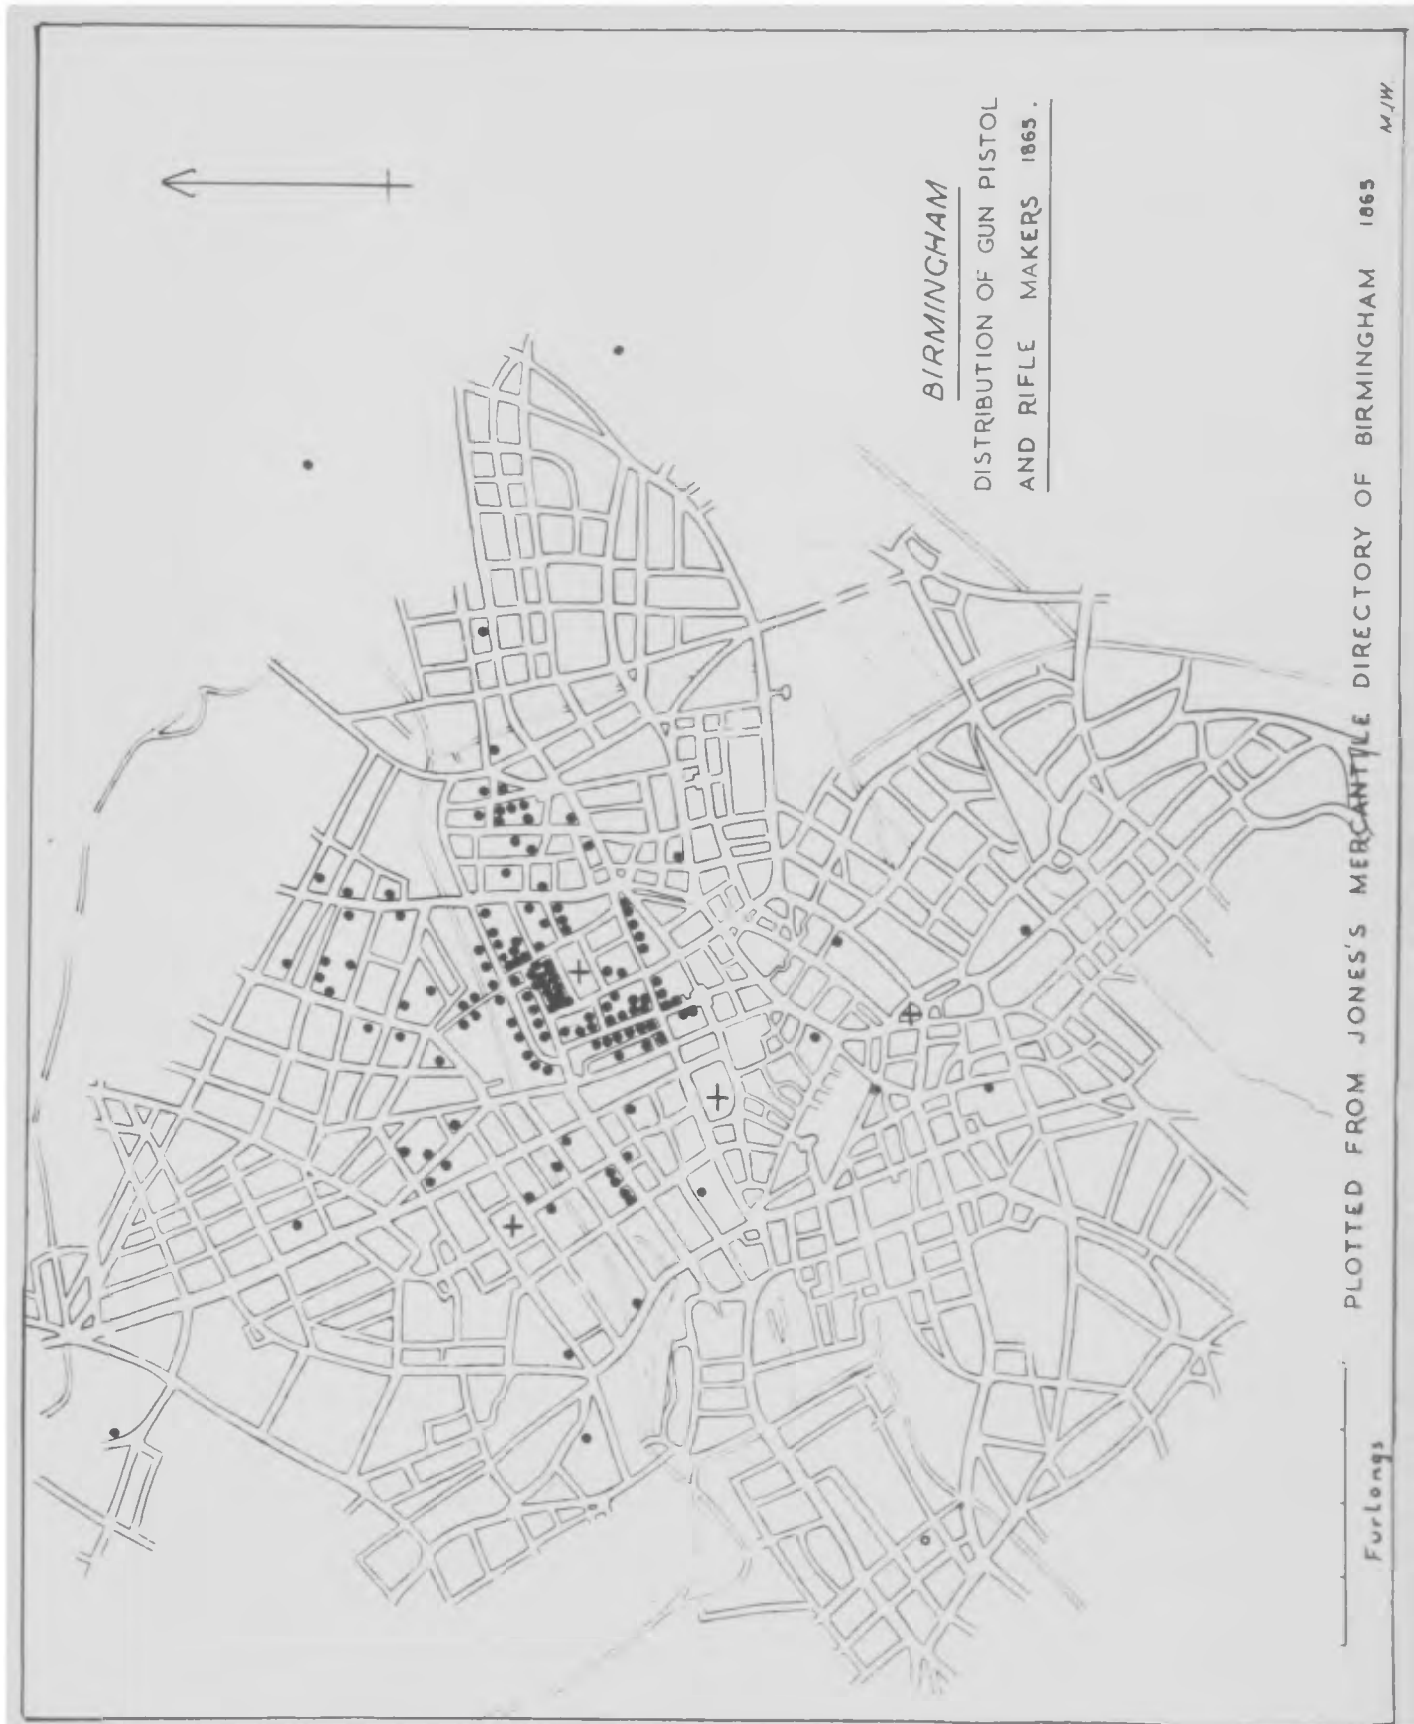 BIRMINGHAM
DISTRIBUTION OF GUN PISTOL
AND RIFLE MAKERS 1865.
PLOTTED FROM JONES'S MERCANTILE DIRECTORY OF BIRMINGHAM 1865
M.J.W.
Furlongs